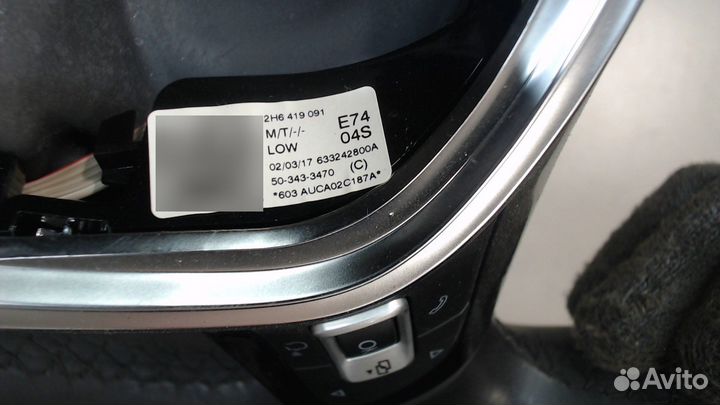 2H6 419 091
M/T/-/- E74
LOW 04S
02/03/17 633242800A
50-343-3470 (C)
*603 AUCA02C187A*
Avito